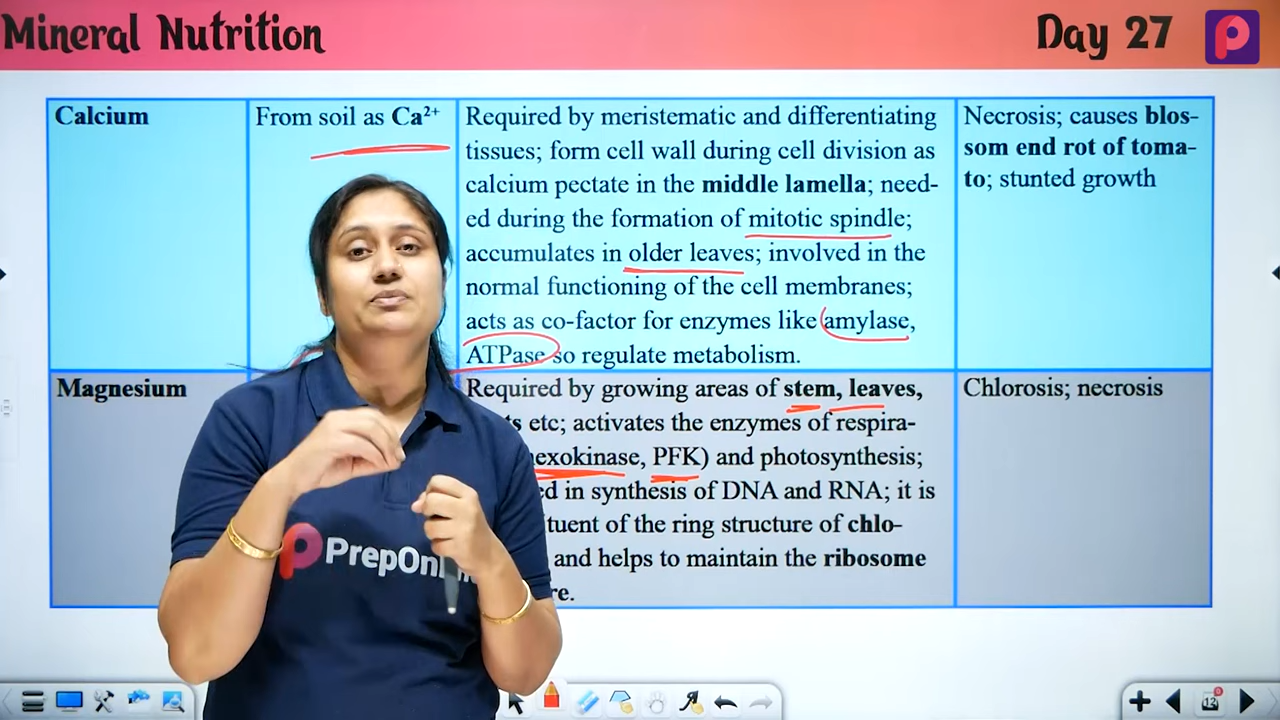 Mineral Nutrition
Day 27
Calcium
From soil as Ca²⁺
Required by meristematic and differentiating
tissues; form cell wall during cell division as
calcium pectate in the middle lamella; need-
ed during the formation of mitotic spindle;
accumulates in older leaves; involved in the
normal functioning of the cell membranes;
acts as co-factor for enzymes like amylase,
ATPase so regulate metabolism.
Necrosis; causes blos-
som end rot of toma-
to; stunted growth
Magnesium
Required by growing areas of stem, leaves,
etc; activates the enzymes of respira-
PFK) and photosynthesis;
in synthesis of DNA and RNA; it is
of the ring structure of chlo-
and helps to maintain the ribosome
Chlorosis; necrosis
12